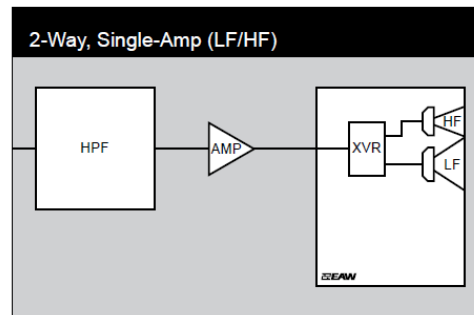 2-Way, Single-Amp (LF/HF)
HPF
AMP
XVR
HF
LF
EAW